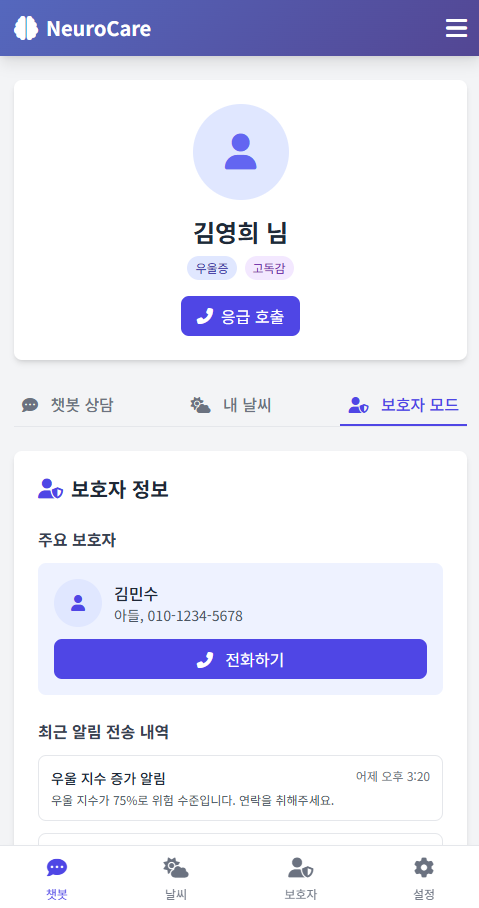 NeuroCare
김영희 님
우울증 고독감
응급 호출
챗봇 상담 내 날씨 보호자 모드
보호자 정보
주요 보호자
김민수
아들, 010-1234-5678
전화하기
최근 알림 전송 내역
우울 지수 증가 알림 어제 오후 3:20
우울 지수가 75%로 위험 수준입니다. 연락을 취해주세요.
챗봇 날씨 보호자 설정